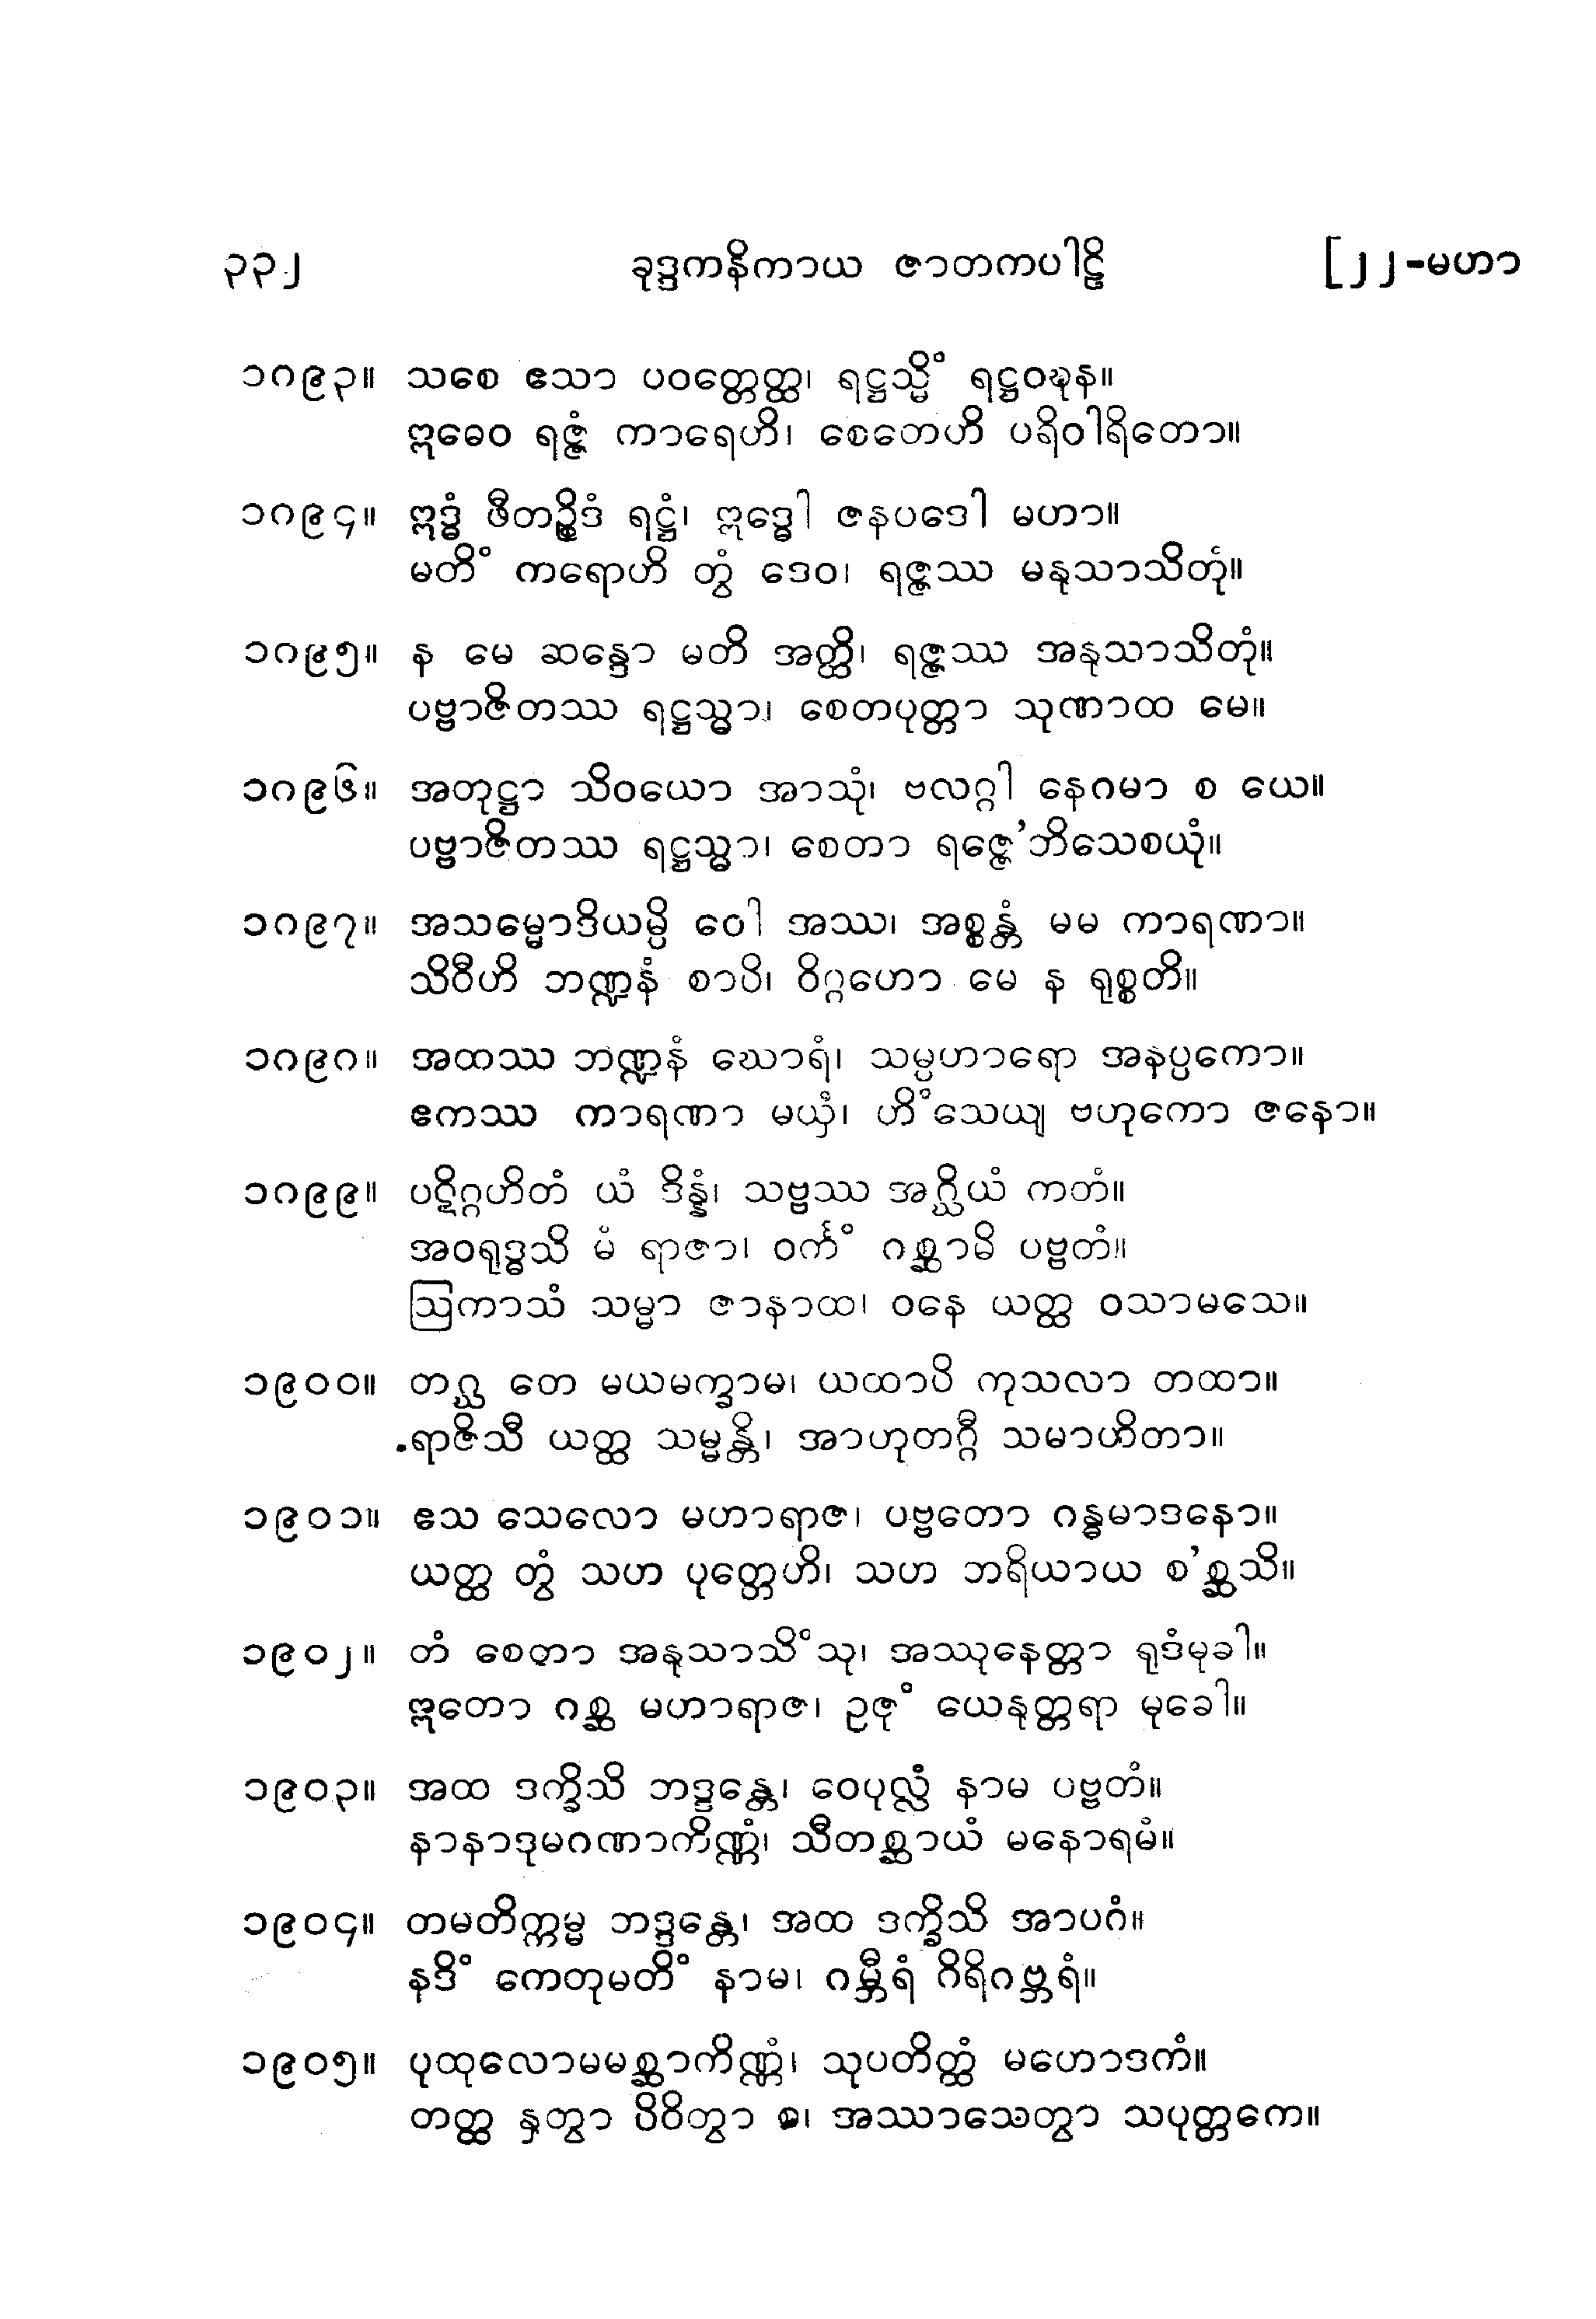 ၃၃၂ ခုဒ္ဒကနိကာယ ဇာတကပါဠိ [၂၂-မဟာ
၁၈၉၃။ သစေ ဧသာ ပဝတ္တေတ္ထ၊ ရဋ္ဌသ္မိံ ရဋ္ဌဝဍ္ဎန။
ဣဓေဝ ရဇ္ဇံ ကာရေဟိ၊ စေတေဟိ ပရိဝါရိတော။
၁၈၉၄။ ဣဒ္ဓံ ဖီတဉ္စိဒံ ရဋ္ဌံ၊ ဣဒ္ဓေါ ဇနပဒေါ မဟာ။
မတိံ ကရောဟိ တွံ ဒေဝ၊ ရဇ္ဇဿ မနုသာသိတုံ။
၁၈၉၅။ န မေ ဆန္ဒော မတိ အတ္ထိ၊ ရဇ္ဇဿ အနုသာသိတုံ။
ပဗ္ဗာဇိတဿ ရဋ္ဌသ္မာ၊ စေတပုတ္တာ သုဏာထ မေ။
၁၈၉၆။ အတုဋ္ဌာ သိဝယော အာသုံ၊ ဗလဂ္ဂါ နေဂမာ စ ယေ။
ပဗ္ဗာဇိတဿ ရဋ္ဌသ္မာ၊ စေတာ ရဇ္ဇေ'ဘိသေစယုံ။
၁၈၉၇။ အသမ္မောဒိယမ္ပိ ဝေါ အဿ၊ အစ္စန္တံ မမ ကာရဏာ။
သိဝီဟိ ဘဏ္ဍနံ စာပိ၊ ဝိဂ္ဂဟော မေ န ရုစ္စတိ။
၁၈၉၈။ အထဿ ဘဏ္ဍနံ ဃောရံ၊ သမ္ပဟာရော အနပ္ပကော။
ဧကဿ ကာရဏာ မယှံ၊ ဟိံသေယျ ဗဟုကော ဇနော။
၁၈၉၉။ ပဋိဂ္ဂဟိတံ ယံ ဒိန္နံ၊ သဗ္ဗဿ အဂ္ဃိယံ ကတံ။
အဝရုဒ္ဓသိ မံ ရာဇာ၊ ဝင်္ကံ ဂစ္ဆာမိ ပဗ္ဗတံ။
ဩကာသံ သမ္မာ ဇာနာထ၊ ဝနေ ယတ္ထ ဝသာမသေ။
၁၉၀၀။ တဂ္ဃ တေ မယမက္ခာမ၊ ယထာပိ ကုသလာ တထာ။
ရာဇိသီ ယတ္ထ သမ္မန္တိ၊ အာဟုတဂ္ဂီ သမာဟိတာ။
၁၉၀၁။ ဧသ သေလော မဟာရာဇ၊ ပဗ္ဗတော ဂန္ဓမာဒနော။
ယတ္ထ တွံ သဟ ပုတ္တေဟိ၊ သဟ ဘရိယာယ စ'စ္ဆသိ။
၁၉၀၂။ တံ စေတာ အနုသာသိံသု၊ အဿုနေတ္တာ ရုဒံမုခါ။
ဣတော ဂစ္ဆ မဟာရာဇ၊ ဥဇုံ ယေနုတ္တရာ မုခေါ။
၁၉၀၃။ အထ ဒက္ခိသိ ဘဒ္ဒန္တေ၊ ဝေပုလ္လံ နာမ ပဗ္ဗတံ။
နာနာဒုမဂဏာကိဏ္ဏံ၊ သီတစ္ဆာယံ မနောရမံ။
၁၉၀၄။ တမတိက္ကမ္မ ဘဒ္ဒန္တေ၊ အထ ဒက္ခိသိ အာပဂံ။
နဒိံ ကေတုမတိံ နာမ၊ ဂမ္ဘီရံ ဂိရိဂဗ္ဘရံ။
၁၉၀၅။ ပုထုလောမမစ္ဆာကိဏ္ဏံ၊ သုပတိတ္ထံ မဟောဒကံ။
တတ္ထ နှတွာ ပိဝိတွာ စ၊ အဿာသေတွာ သပုတ္တကေ။